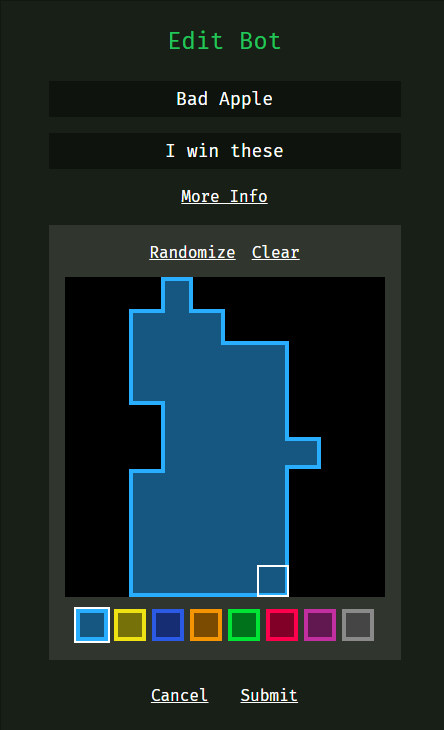 Edit Bot
Bad Apple
I win these
More Info
Randomize Clear
Cancel Submit